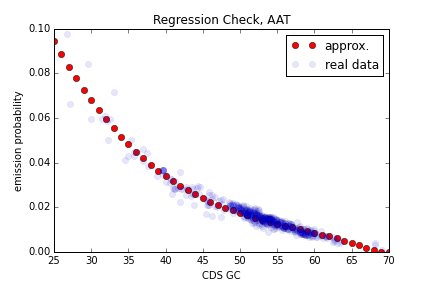 Regression Check, AAT
0.10
0.08
0.06
0.04
0.02
0.00
emission probability
approx.
real data
25 30 35 40 45 50 55 60 65 70
CDS GC